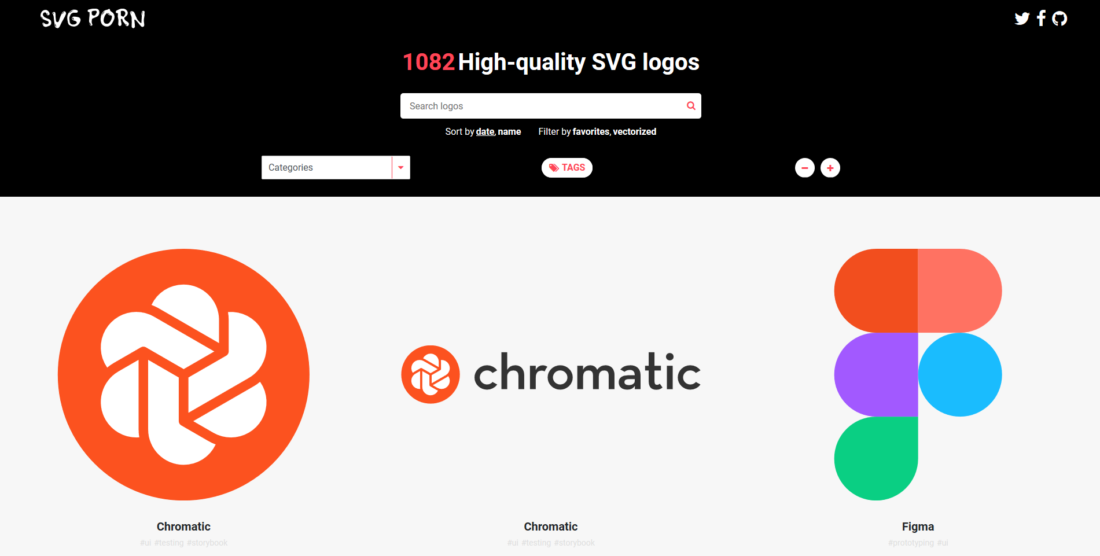 SVG PORN
1082 High-quality SVG logos
Search logos
Sort by date, name Filter by favorites, vectorized
Categories
TAGS
chromatic
Chromatic
#ui #testing #storybook
Chromatic
#ui #testing #storybook
Figma
#prototyping #ui